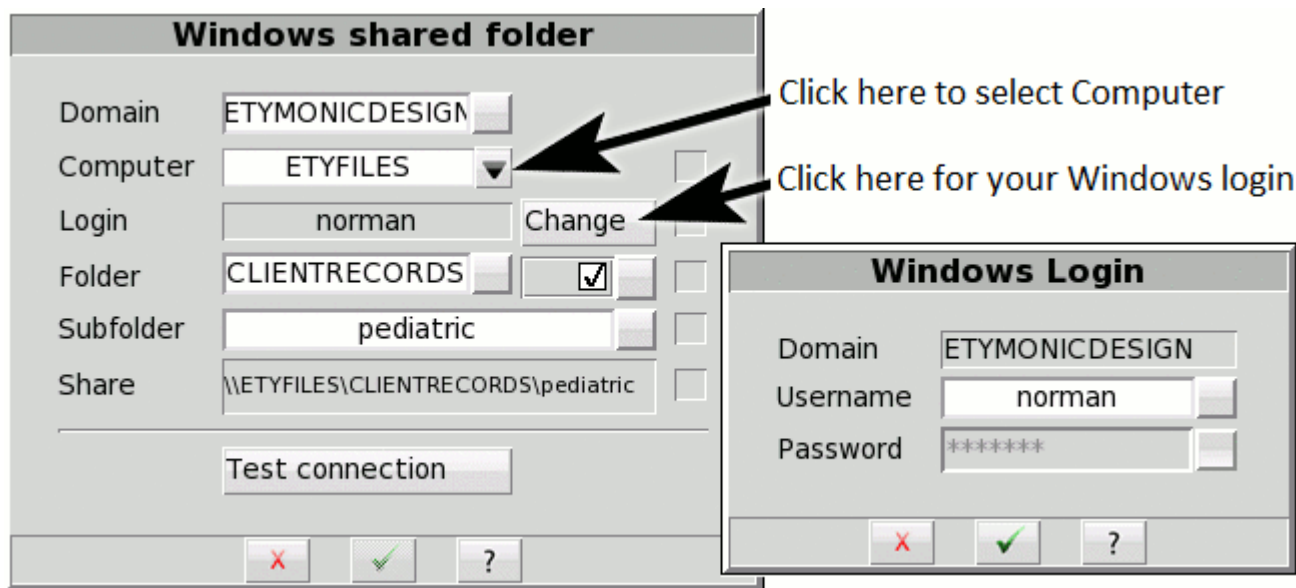 Windows shared folder
Domain ETYMONICDESIGN
Click here to select Computer
Computer ETYFILES
Click here for your Windows login
Login norman Change
Folder CLIENTRECORDS
Subfolder pediatric
Share \\ETYFILES\CLIENTRECORDS\pediatric
Test connection
X ?
Windows Login
Domain ETYMONICDESIGN
Username norman
Password *******
X ?